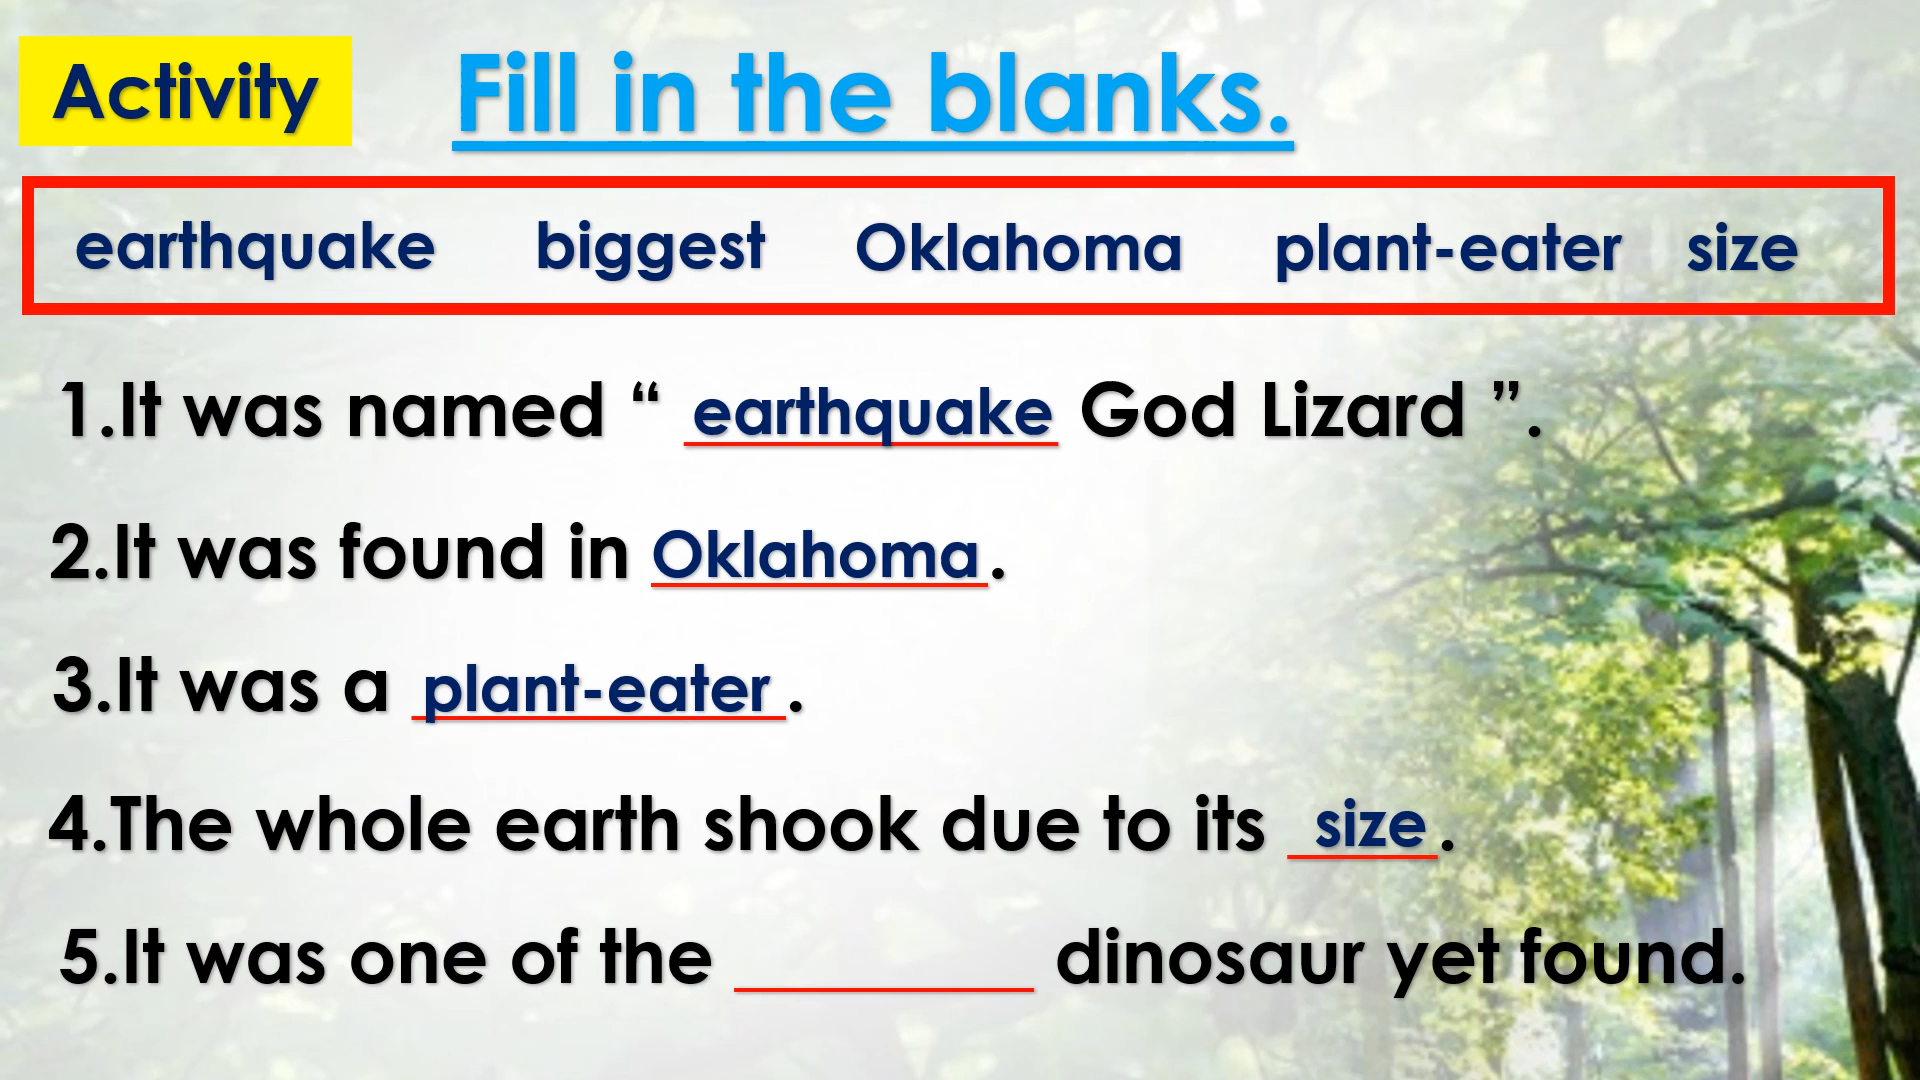 Activity Fill in the blanks.
earthquake biggest Oklahoma plant-eater size
1.It was named “ earthquake God Lizard ”.
2.It was found in Oklahoma.
3.It was a plant-eater.
4.The whole earth shook due to its size.
5.It was one of the ________ dinosaur yet found.